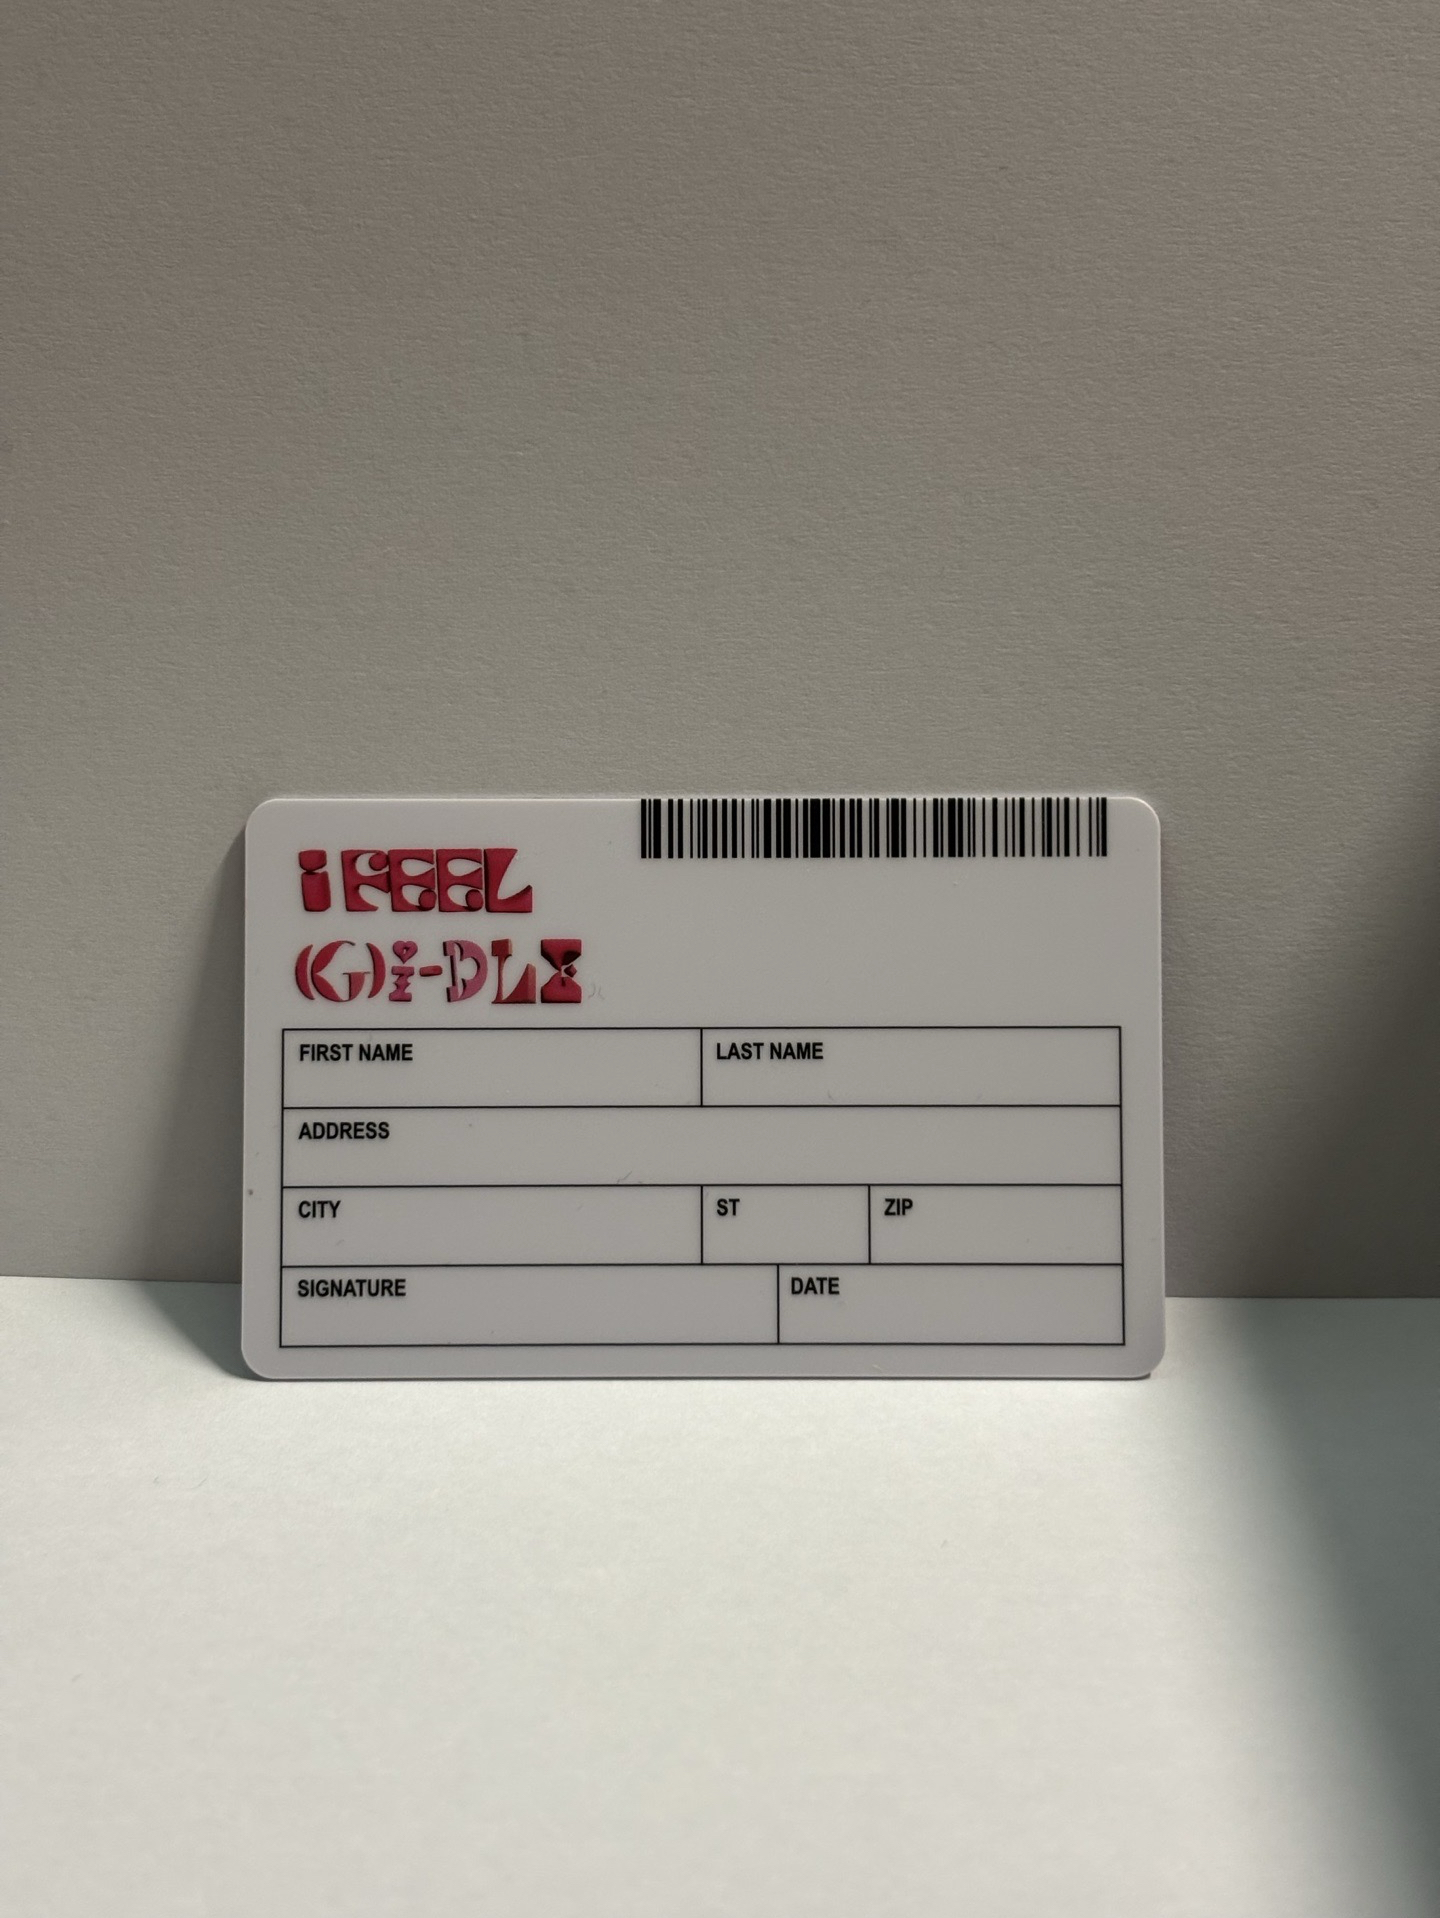 i FEEL
(G)i-DLE
FIRST NAME LAST NAME
ADDRESS
CITY ST ZIP
SIGNATURE DATE